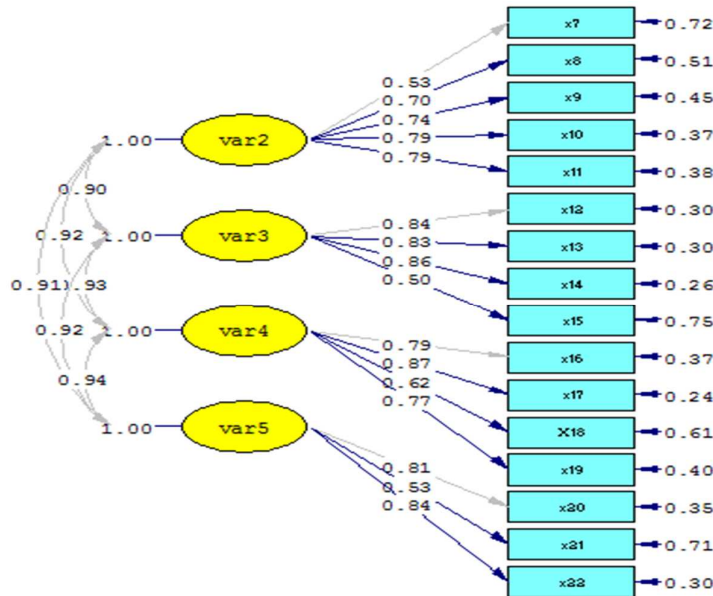 x7 0.72
0.53
x8 0.51
0.70
x9 0.45
0.74
1.00 var2 0.79 x10 0.37
0.79
x11 0.38
0.90
x12 0.30
0.84
0.92 1.00 var3 0.83 x13 0.30
0.86
0.91 0.93 0.50 x14 0.26
x15 0.75
0.92 1.00 var4 0.79 x16 0.37
0.87
0.94 0.62 x17 0.24
0.77
1.00 var5 X18 0.61
0.81 x19 0.40
0.53 x20 0.35
0.84
x21 0.71
x22 0.30